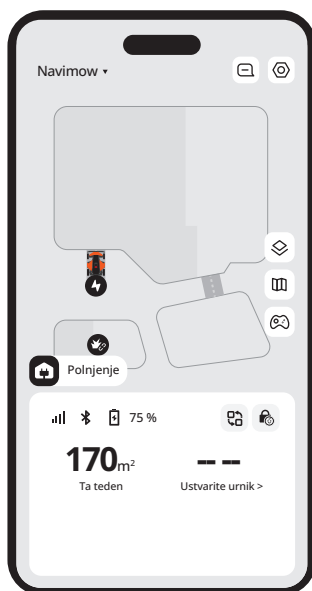 Navimow ▾
Polnjenje
75 %
170m²
-- --
Ta teden
Ustvarite urnik >